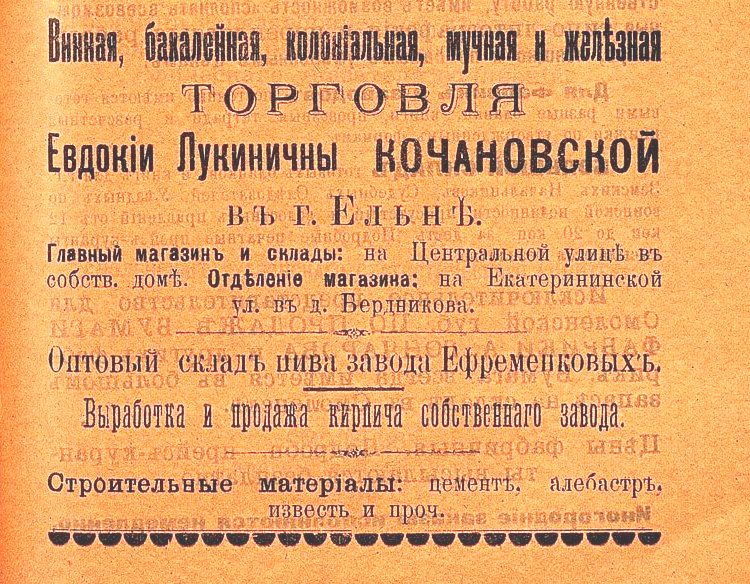 Винная, бакалейная, колоніальная, мучная и желѣзная
ТОРГОВЛЯ
Евдокіи Лукиничны КОЧАНОВСКОЙ
въ г. Ельнѣ.
Главный магазинъ и склады: на Центральной улицѣ въ
собств. домѣ. Отдѣленіе магазина: на Екатерининской
ул. въ д. Бердникова.
Оптовый складъ пива завода Ефременковыхъ.
Выработка и продажа кирпича собственнаго завода.
Строительные матеріалы: цементъ. алебастръ,
известь и проч.